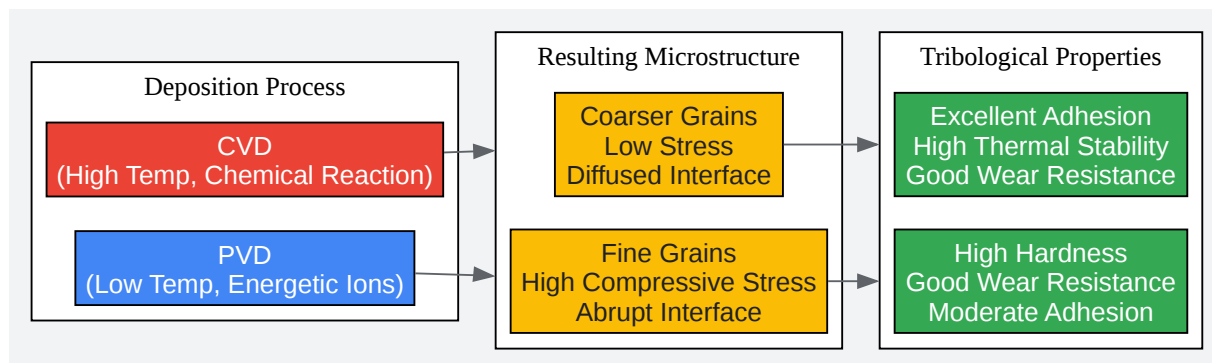 Deposition Process
CVD
(High Temp, Chemical Reaction)
PVD
(Low Temp, Energetic Ions)
Resulting Microstructure
Coarser Grains
Low Stress
Diffused Interface
Fine Grains
High Compressive Stress
Abrupt Interface
Tribological Properties
Excellent Adhesion
High Thermal Stability
Good Wear Resistance
High Hardness
Good Wear Resistance
Moderate Adhesion